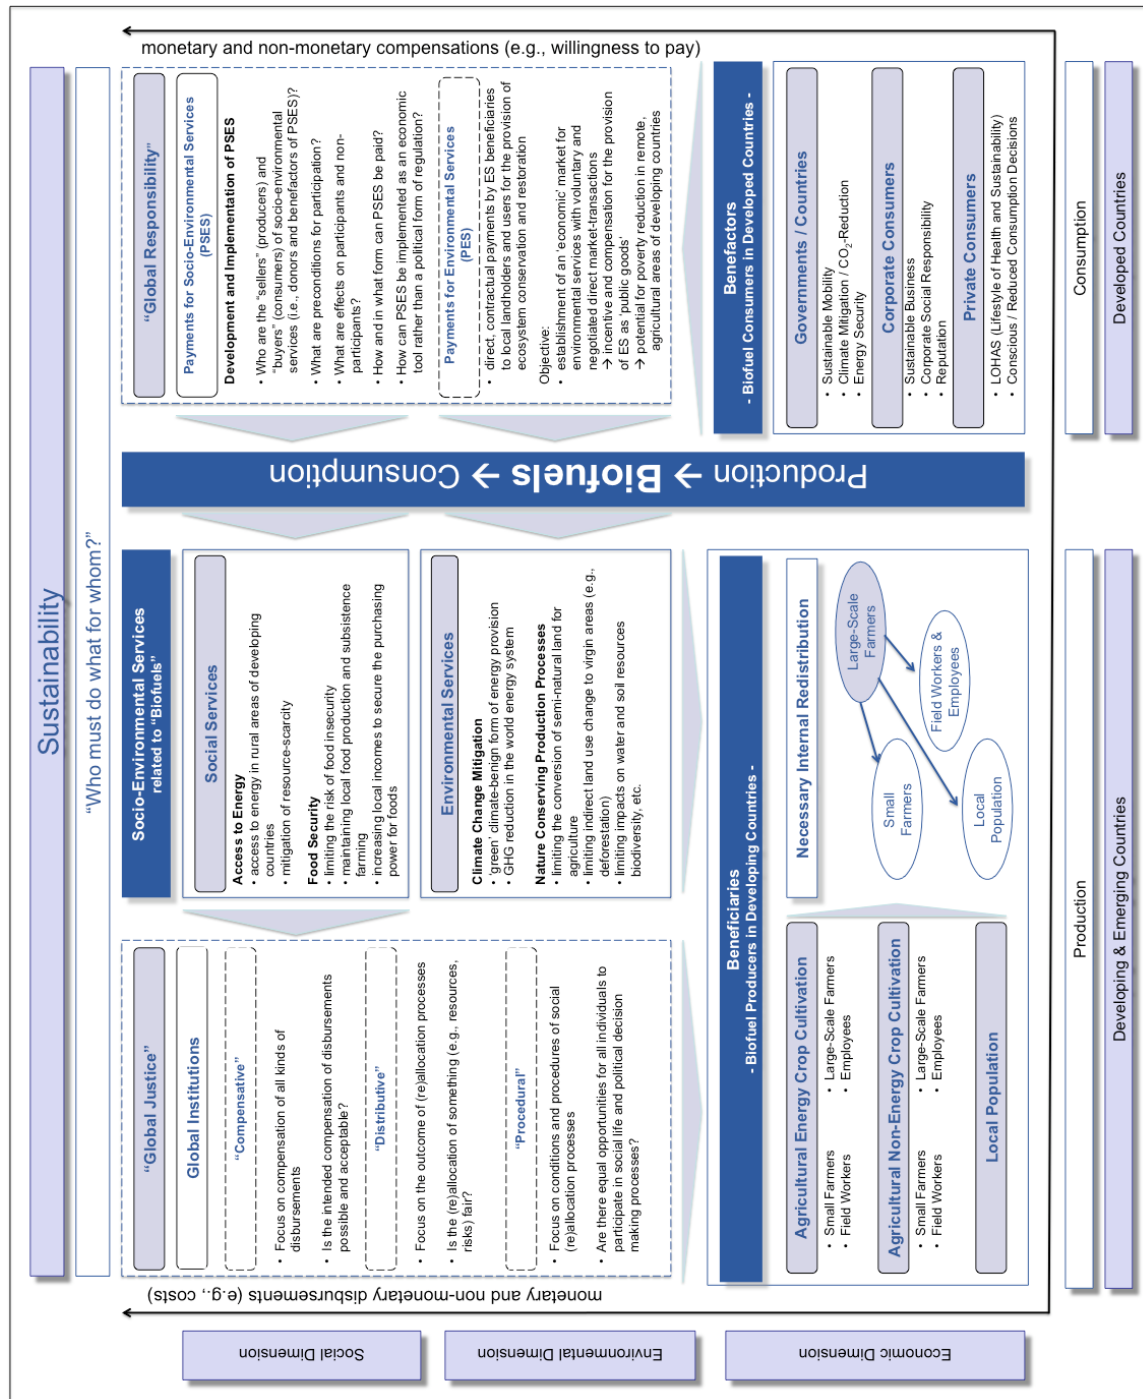 Sustainability
“Who must do what for whom?”
“Global Justice”
Global Institutions
“Compensative”
• Focus on compensation of all kinds of
disbursements
• Is the intended compensation of disbursements
possible and acceptable?
“Distributive”
• Focus on the outcome of (re)allocation processes
• Is the (re)allocation of something (e.g., resources,
risks) fair?
“Procedural”
• Focus on conditions and procedures of social
(re)allocation processes
• Are there equal opportunities for all individuals to
participate in social life and political decision
making processes?
Socio-Environmental Services
related to “Biofuels”
Social Services
Access to Energy
• access to energy in rural areas of developing
countries
• mitigation of resource-scarcity
Food Security
• limiting the risk of food insecurity
• maintaining local food production and subsistence
farming
• increasing local incomes to secure the purchasing
power for foods
Environmental Services
Climate Change Mitigation
• ‘green’ climate-benign form of energy provision
• GHG reduction in the world energy system
Nature Conserving Production Processes
• limiting the conversion of semi-natural land for
agriculture
• limiting indirect land use change to virgin areas (e.g.,
deforestation)
• limiting impacts on water and soil resources
biodiversity, etc.
Production → Biofuels → Consumption
“Global Responsibility”
Payments for Socio-Environmental Services
(PSES)
Development and Implementation of PSES
• Who are the “sellers” (producers) and
“buyers” (consumers) of socio-environmental
services (i.e., donors and benefactors of PSES)?
• What are preconditions for participation?
• What are effects on participants and non-
participants?
• How and in what form can PSES be paid?
• How can PSES be implemented as an economic
tool rather than a political form of regulation?
Payments for Environmental Services
(PES)
• direct, contractual payments by ES beneficiaries
to local landholders and users for the provision of
ecosystem conservation and restoration
Objective:
• establishment of an ‘economic’ market for
environmental services with voluntary and
negotiated direct market-transactions
→ incentive and compensation for the provision
of ES as ‘public goods’
→ potential for poverty reduction in remote,
agricultural areas of developing countries
Beneficiaries
- Biofuel Producers in Developing Countries -
Agricultural Energy Crop Cultivation
• Small Farmers
• Field Workers
• Large-Scale Farmers
• Employees
Agricultural Non-Energy Crop Cultivation
• Small Farmers
• Field Workers
• Large-Scale Farmers
• Employees
Local Population
Necessary Internal Redistribution
Large-Scale
Farmers
Small
Farmers
Field Workers &
Employees
Local
Population
Benefactors
- Biofuel Consumers in Developed Countries -
Governments / Countries
• Sustainable Mobility
• Climate Mitigation / CO₂-Reduction
• Energy Security
Corporate Consumers
• Sustainable Business
• Corporate Social Responsibility
• Reputation
Private Consumers
• LOHAS (Lifestyle of Health and Sustainability)
• Conscious / Reduced Consumption Decisions
Production
Consumption
Developing & Emerging Countries
Developed Countries
monetary and non-monetary disbursements (e.g., costs)
monetary and non-monetary compensations (e.g., willingness to pay)
Social Dimension
Environmental Dimension
Economic Dimension